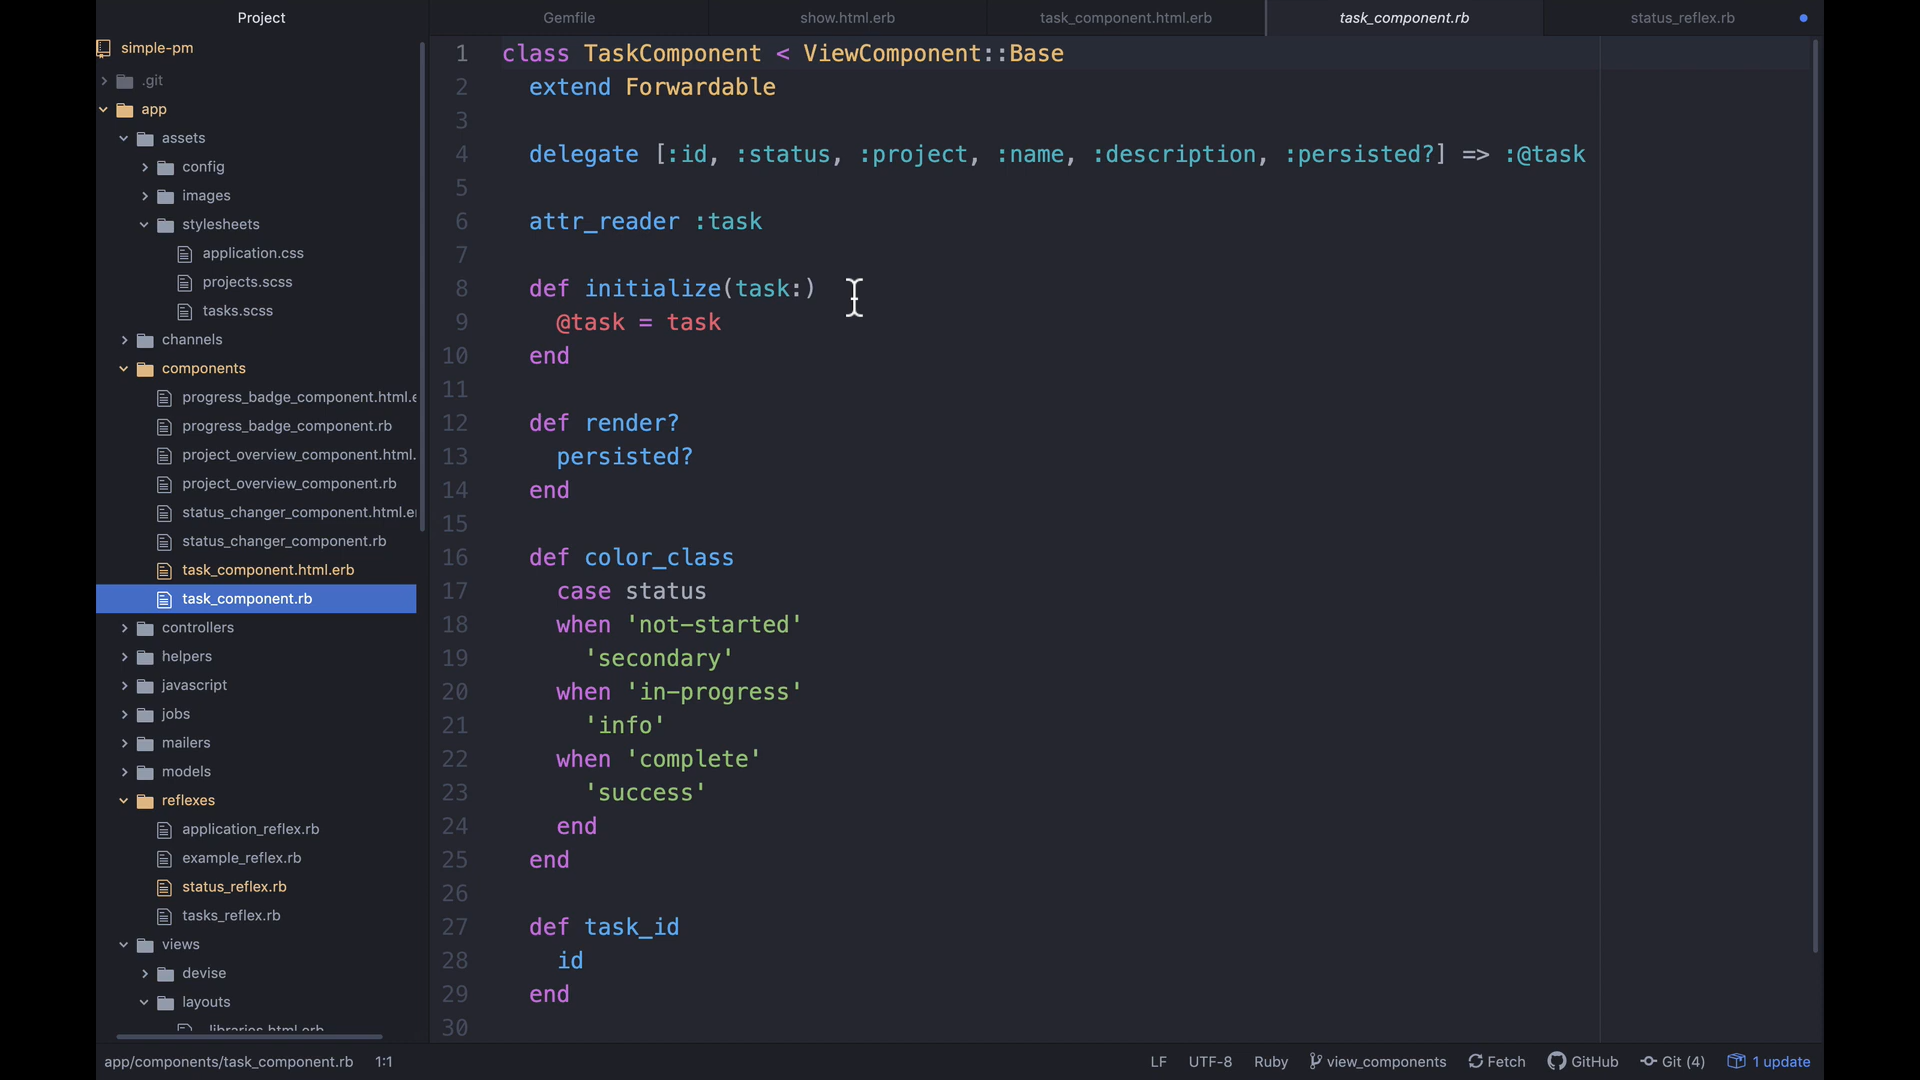 Project
Gemfile
show.html.erb
task_component.html.erb
task_component.rb
status_reflex.rb
simple-pm
.git
app
assets
config
images
stylesheets
application.css
projects.scss
tasks.scss
channels
components
progress_badge_component.html.e
progress_badge_component.rb
project_overview_component.html.
project_overview_component.rb
status_changer_component.html.e
status_changer_component.rb
task_component.html.erb
task_component.rb
controllers
helpers
javascript
jobs
mailers
models
reflexes
application_reflex.rb
example_reflex.rb
status_reflex.rb
tasks_reflex.rb
views
devise
layouts
_libraries.html.erb
1 class TaskComponent < ViewComponent::Base
2 extend Forwardable
3
4 delegate [:id, :status, :project, :name, :description, :persisted?] => :@task
5
6 attr_reader :task
7
8 def initialize(task:)
9 @task = task
10 end
11
12 def render?
13 persisted?
14 end
15
16 def color_class
17 case status
18 when 'not-started'
19 'secondary'
20 when 'in-progress'
21 'info'
22 when 'complete'
23 'success'
24 end
25 end
26
27 def task_id
28 id
29 end
30
app/components/task_component.rb 1:1
LF UTF-8 Ruby view_components Fetch GitHub Git (4) 1 update